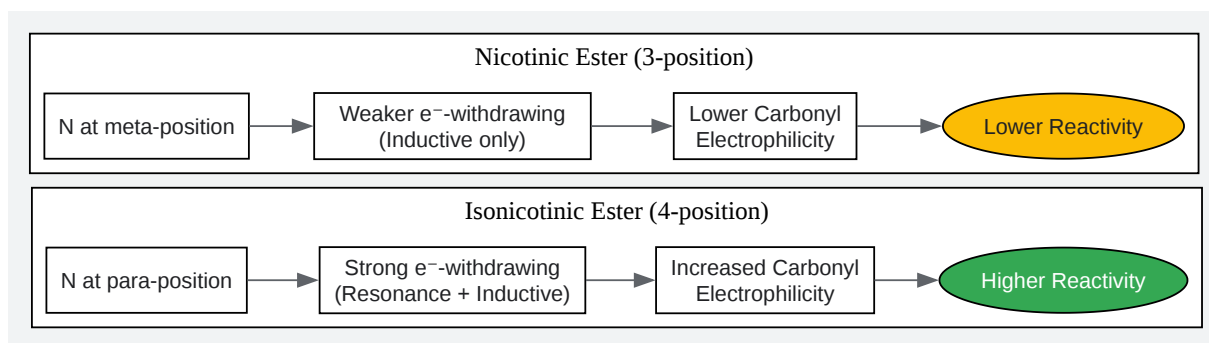 Nicotinic Ester (3-position)
N at meta-position
Weaker e⁻-withdrawing
(Inductive only)
Lower Carbonyl
Electrophilicity
Lower Reactivity
Isonicotinic Ester (4-position)
N at para-position
Strong e⁻-withdrawing
(Resonance + Inductive)
Increased Carbonyl
Electrophilicity
Higher Reactivity